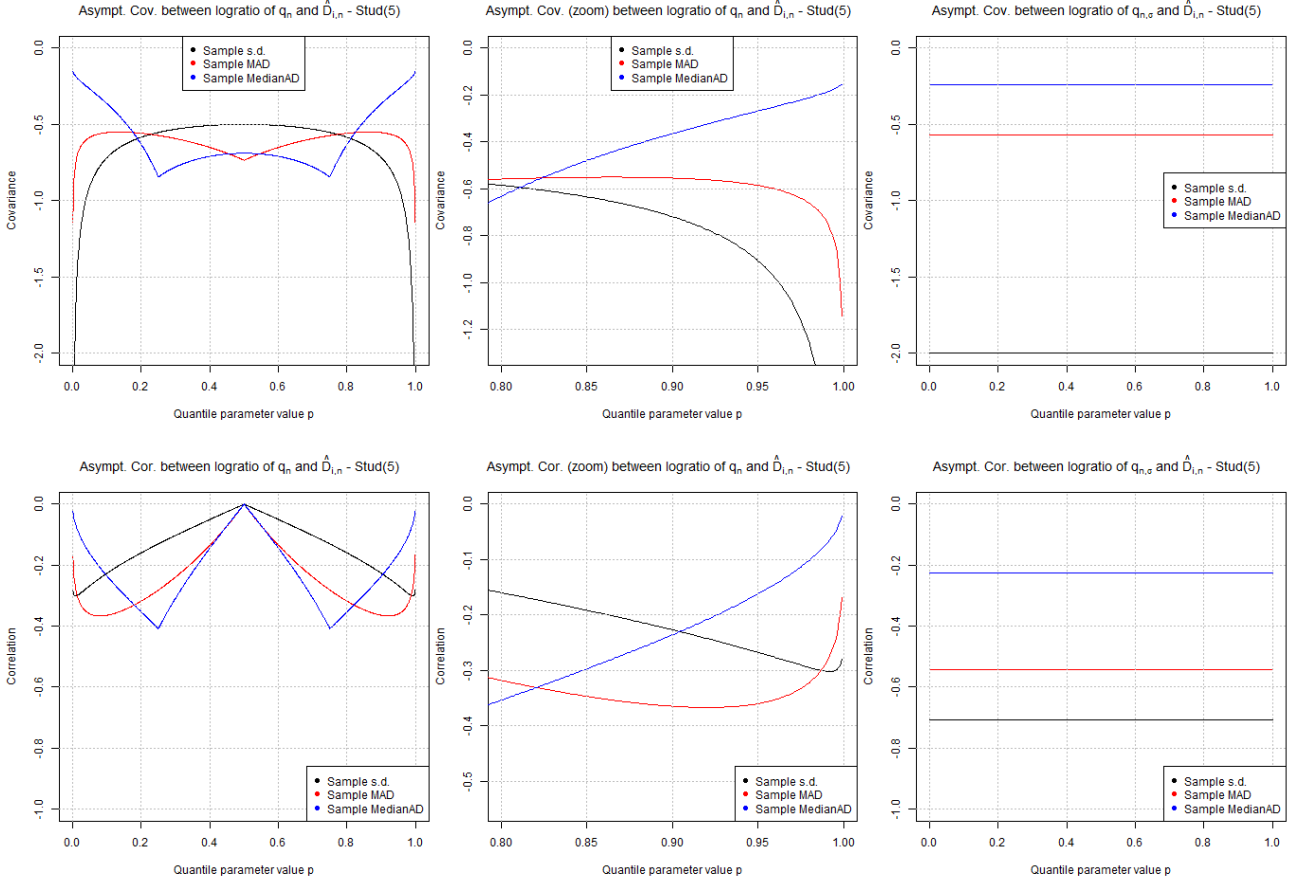 Asympt. Cov. between logratio of qn and D̂i,n - Stud(5)
Covariance
0.0
-0.5
-1.0
-1.5
-2.0
Sample s.d.
Sample MAD
Sample MedianAD
0.0 0.2 0.4 0.6 0.8 1.0
Quantile parameter value p
Asympt. Cov. (zoom) between logratio of qn and D̂i,n - Stud(5)
Covariance
0.0
-0.2
-0.4
-0.6
-0.8
-1.0
-1.2
Sample s.d.
Sample MAD
Sample MedianAD
0.80 0.85 0.90 0.95 1.00
Quantile parameter value p
Asympt. Cov. between logratio of qn,σ and D̂i,n - Stud(5)
Covariance
0.0
-0.5
-1.0
-1.5
-2.0
Sample s.d.
Sample MAD
Sample MedianAD
0.0 0.2 0.4 0.6 0.8 1.0
Quantile parameter value p
Asympt. Cor. between logratio of qn and D̂i,n - Stud(5)
Correlation
0.0
-0.2
-0.4
-0.6
-0.8
-1.0
Sample s.d.
Sample MAD
Sample MedianAD
0.0 0.2 0.4 0.6 0.8 1.0
Quantile parameter value p
Asympt. Cor. (zoom) between logratio of qn and D̂i,n - Stud(5)
Correlation
0.0
-0.1
-0.2
-0.3
-0.4
-0.5
Sample s.d.
Sample MAD
Sample MedianAD
0.80 0.85 0.90 0.95 1.00
Quantile parameter value p
Asympt. Cor. between logratio of qn,σ and D̂i,n - Stud(5)
Correlation
0.0
-0.2
-0.4
-0.6
-0.8
-1.0
Sample s.d.
Sample MAD
Sample MedianAD
0.0 0.2 0.4 0.6 0.8 1.0
Quantile parameter value p